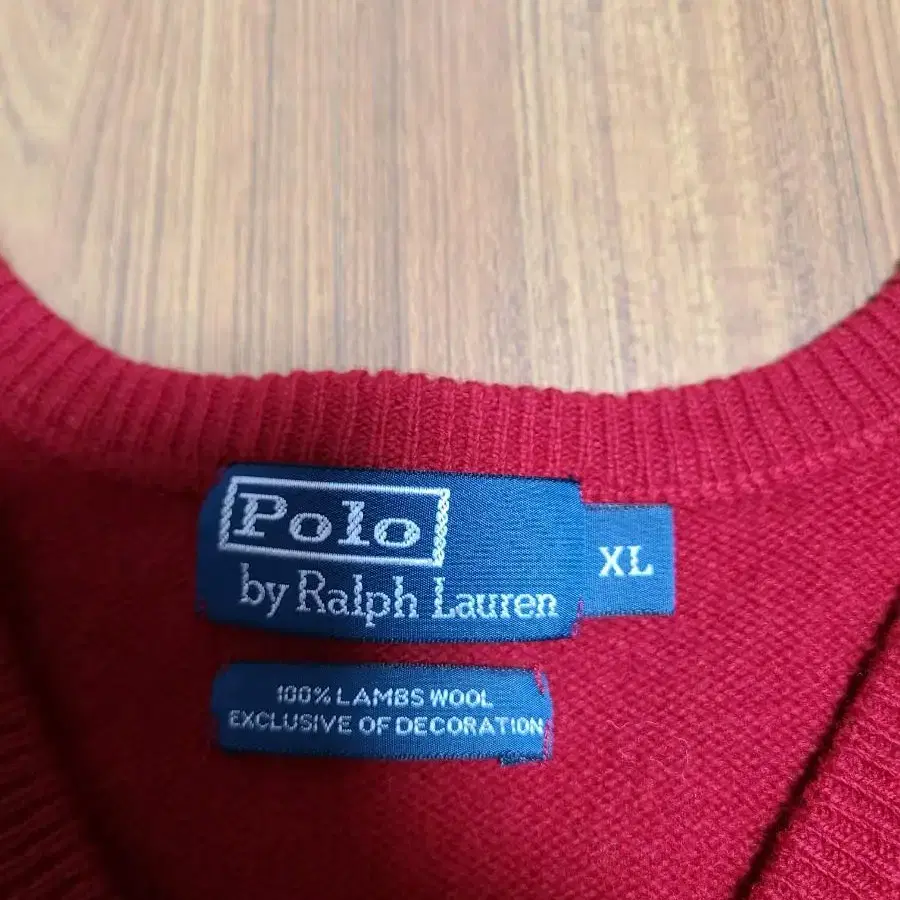 Polo
by Ralph Lauren
XL
100% LAMBS WOOL
EXCLUSIVE OF DECORATION